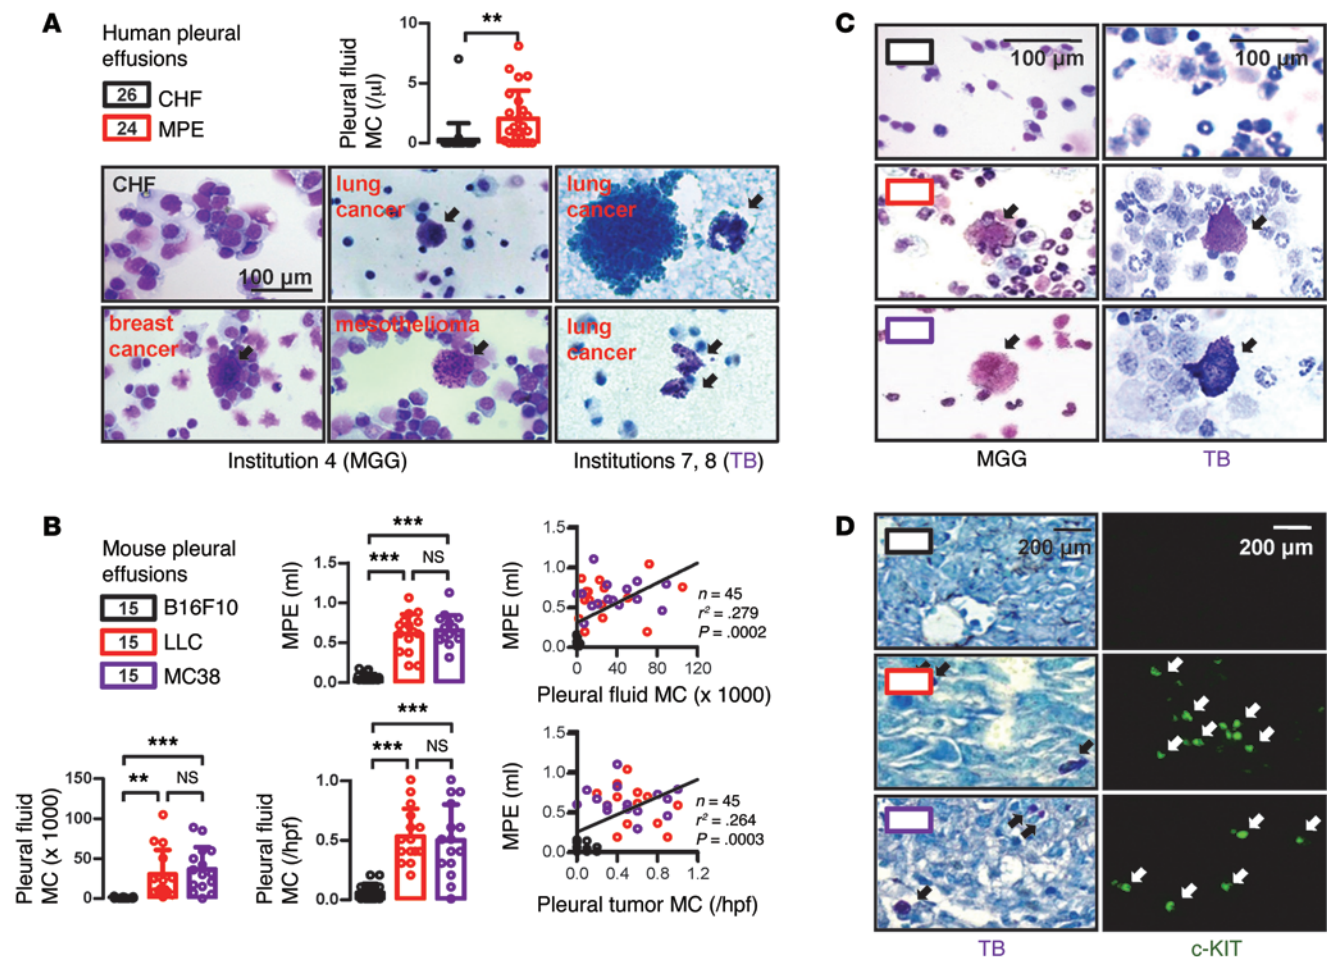 A
Human pleural
effusions
26 CHF
24 MPE
Pleural fluid
MC (/µl)
10
5
0
**
CHF
100 µm
lung
cancer
lung
cancer
breast
cancer
mesothelioma
lung
cancer
Institution 4 (MGG)
Institutions 7, 8 (TB)
B
Mouse pleural
effusions
15 B16F10
15 LLC
15 MC38
MPE (ml)
1.5
1.0
0.5
0.0
***
***
NS
MPE (ml)
1.5
1.0
0.5
0.0
0 40 80 120
Pleural fluid MC (x 1000)
n = 45
r² = .279
P = .0002
Pleural fluid
MC (x 1000)
150
100
50
0
***
**
NS
Pleural fluid
MC (/hpf)
1.0
0.5
0.0
***
***
NS
MPE (ml)
1.5
1.0
0.5
0.0
0.0 0.4 0.8 1.2
Pleural tumor MC (/hpf)
n = 45
r² = .264
P = .0003
C
100 µm
100 µm
MGG
TB
D
200 µm
200 µm
TB
c-KIT